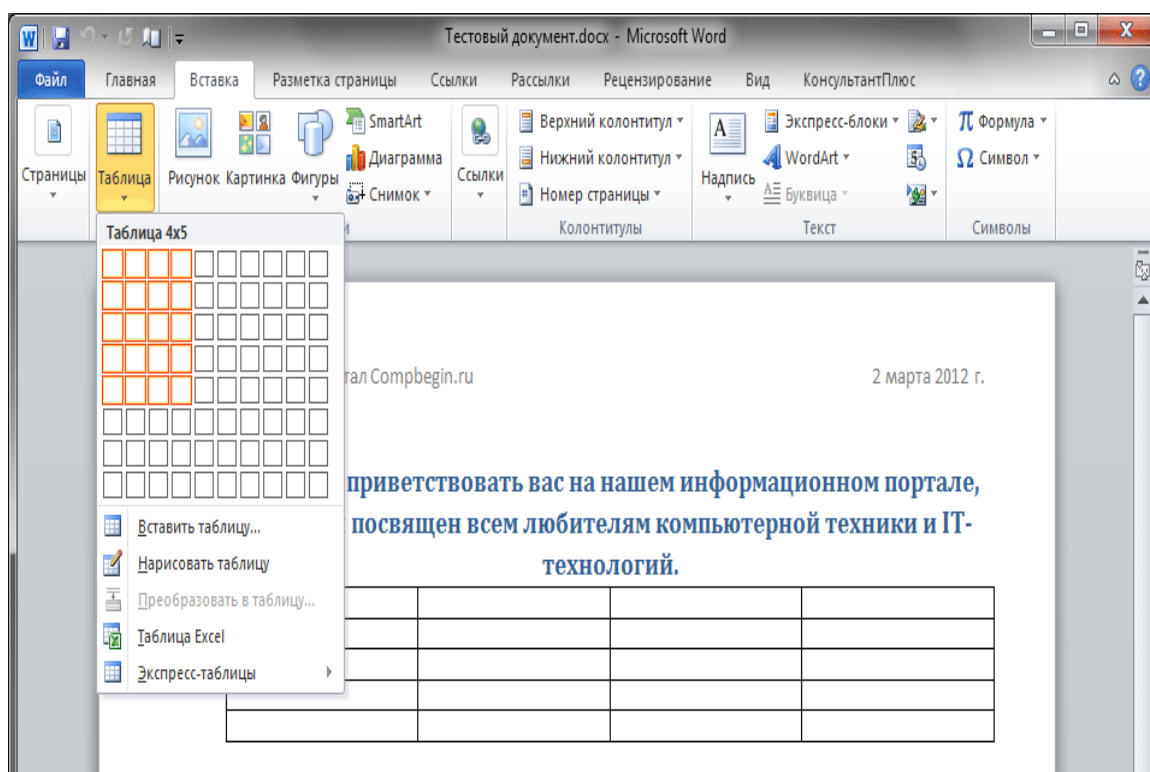 Тестовый документ.docx - Microsoft Word
Файл Главная Вставка Разметка страницы Ссылки Рассылки Рецензирование Вид КонсультантПлюс
Страницы
Таблица
Рисунок Картинка Фигуры
SmartArt
Диаграмма
Снимок
Ссылки
Верхний колонтитул
Нижний колонтитул
Номер страницы
Колонтитулы
Надпись
Экспресс-блоки
WordArt
Буквица
Текст
π Формула
Ω Символ
Символы
Таблица 4x5
Вставить таблицу...
Нарисовать таблицу
Преобразовать в таблицу...
Таблица Excel
Экспресс-таблицы
Compbegin.ru 2 марта 2012 г.
приветствовать вас на нашем информационном портале,
посвящен всем любителям компьютерной техники и IT-
технологий.